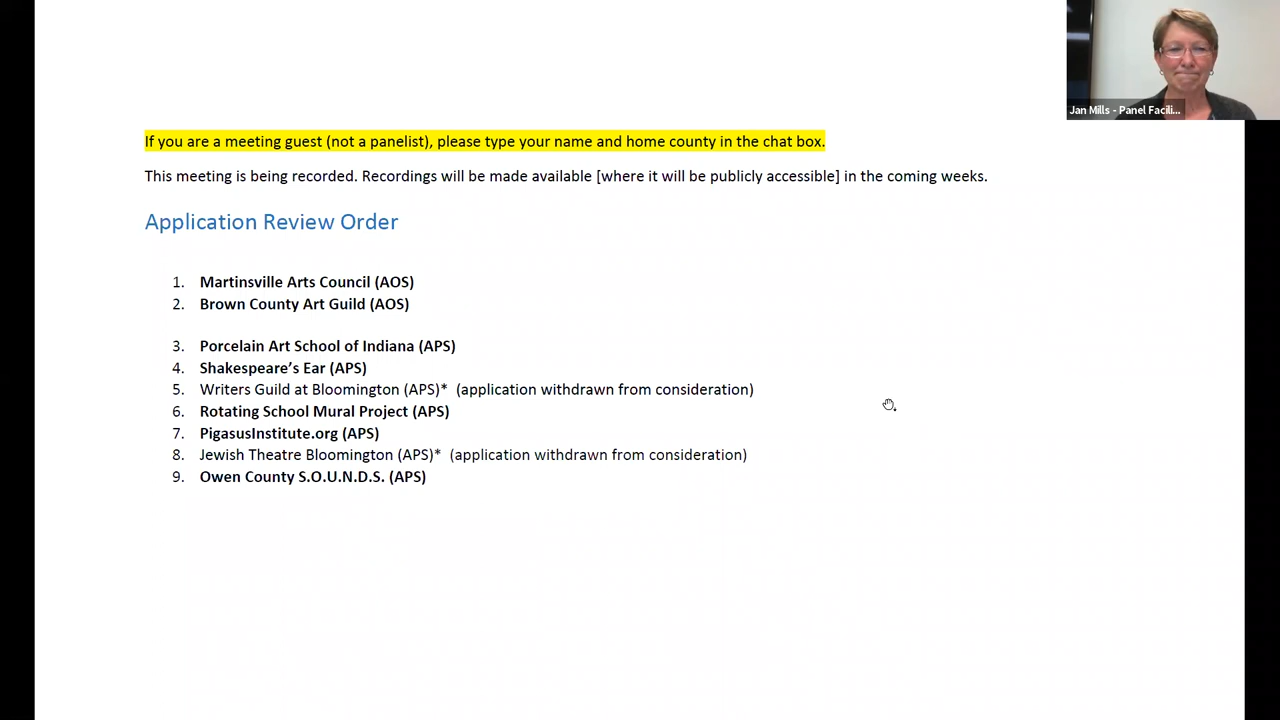 Jan Mills - Panel Facili...
If you are a meeting guest (not a panelist), please type your name and home county in the chat box.
This meeting is being recorded. Recordings will be made available [where it will be publicly accessible] in the coming weeks.
Application Review Order
1. Martinsville Arts Council (AOS)
2. Brown County Art Guild (AOS)
3. Porcelain Art School of Indiana (APS)
4. Shakespeare’s Ear (APS)
5. Writers Guild at Bloomington (APS)* (application withdrawn from consideration)
6. Rotating School Mural Project (APS)
7. PigasusInstitute.org (APS)
8. Jewish Theatre Bloomington (APS)* (application withdrawn from consideration)
9. Owen County S.O.U.N.D.S. (APS)